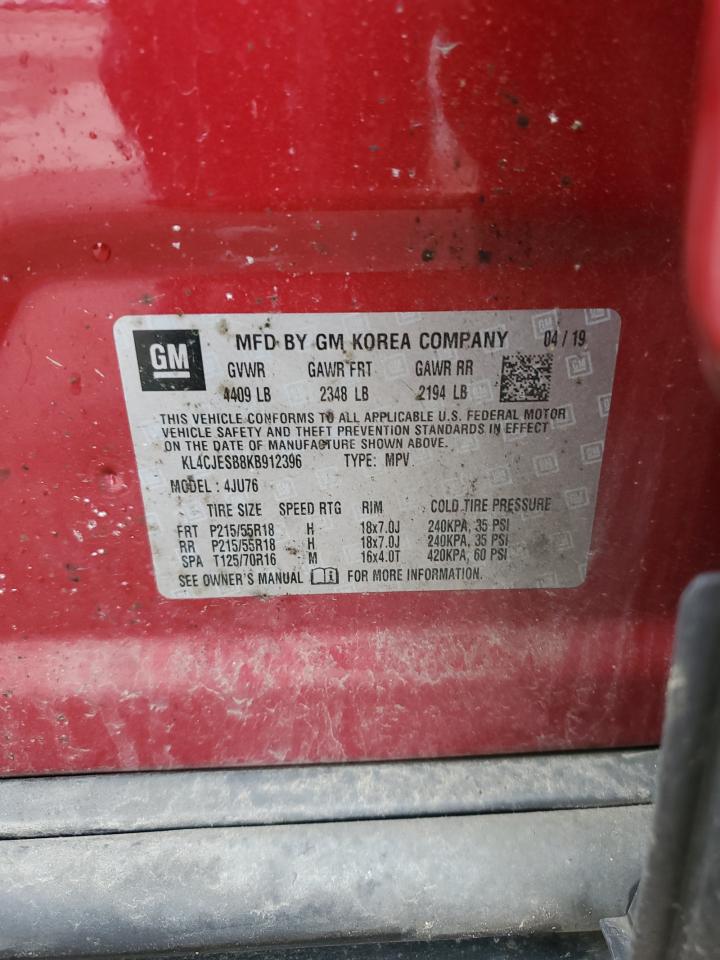 GM MFD BY GM KOREA COMPANY 04 / 19
GVWR GAWR FRT GAWR RR
4409 LB 2348 LB 2194 LB
THIS VEHICLE CONFORMS TO ALL APPLICABLE U.S. FEDERAL MOTOR
VEHICLE SAFETY AND THEFT PREVENTION STANDARDS IN EFFECT
ON THE DATE OF MANUFACTURE SHOWN ABOVE.
KL4CJESB8KB912396 TYPE: MPV
MODEL: 4JU76
TIRE SIZE SPEED RTG RIM COLD TIRE PRESSURE
FRT P215/55R18 H 18x7.0J 240KPA, 35 PSI
RR P215/55R18 H 18x7.0J 240KPA, 35 PSI
SPA T125/70R16 M 16x4.0T 420KPA, 60 PSI
SEE OWNER'S MANUAL FOR MORE INFORMATION.